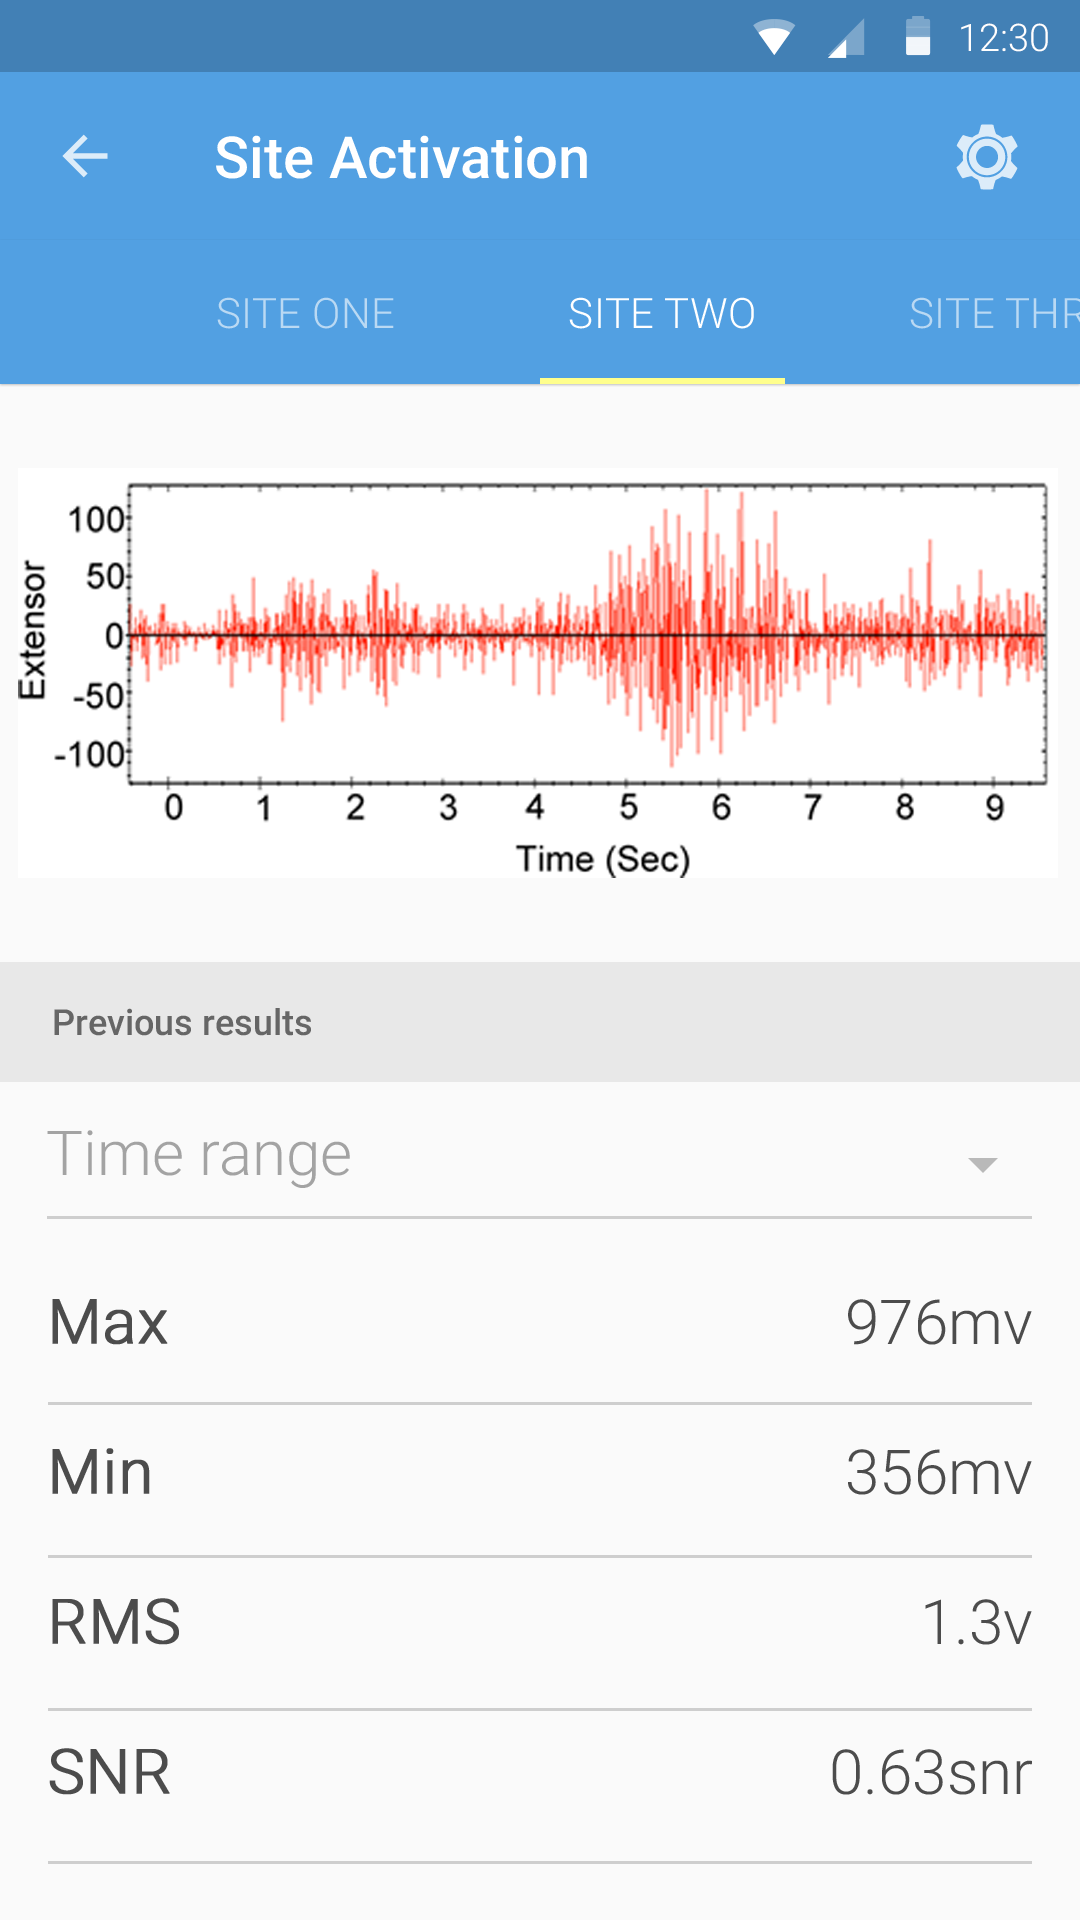 12:30
Site Activation
SITE ONE SITE TWO SITE THR
100
50
0
-50
-100
Extensor
0 1 2 3 4 5 6 7 8 9
Time (Sec)
Previous results
Time range
Max 976mv
Min 356mv
RMS 1.3v
SNR 0.63snr